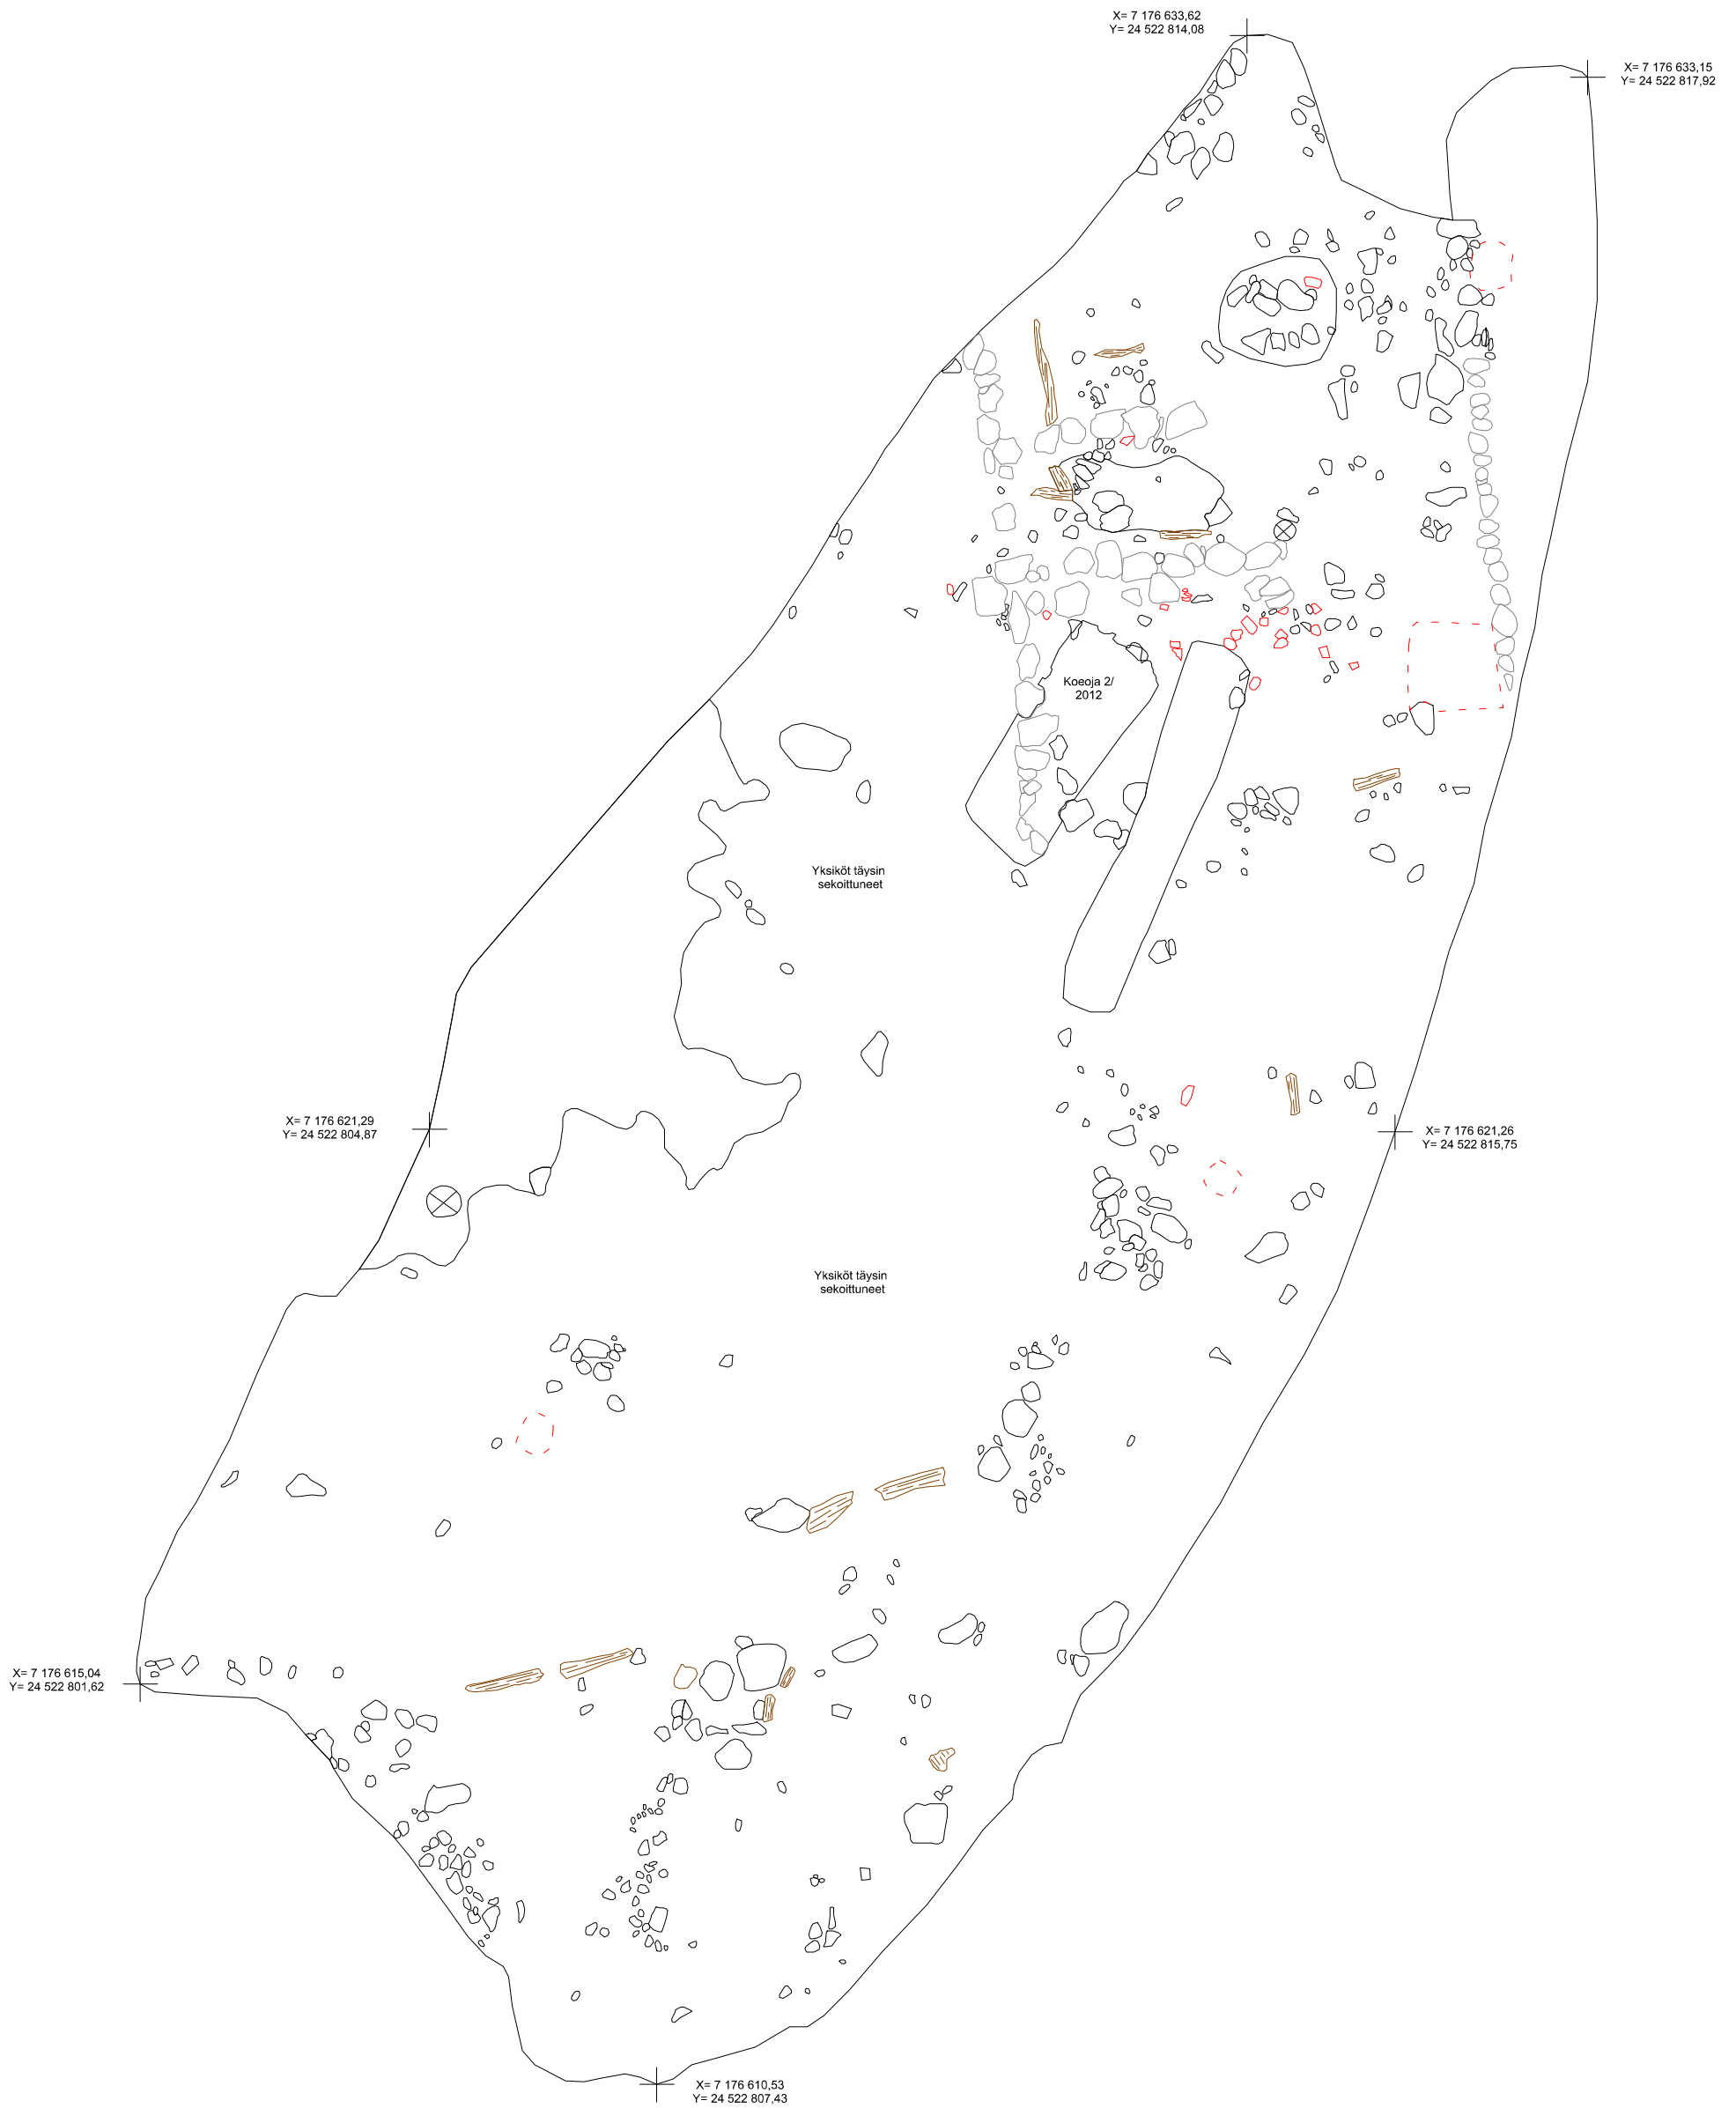 X= 7 176 633,62
Y= 24 522 814,08
X= 7 176 633,15
Y= 24 522 817,92
Koeoja 2/
2012
Yksiköt täysin
sekoittuneet
X= 7 176 621,29
Y= 24 522 804,87
X= 7 176 621,26
Y= 24 522 815,75
Yksiköt täysin
sekoittuneet
X= 7 176 615,04
Y= 24 522 801,62
X= 7 176 610,53
Y= 24 522 807,43